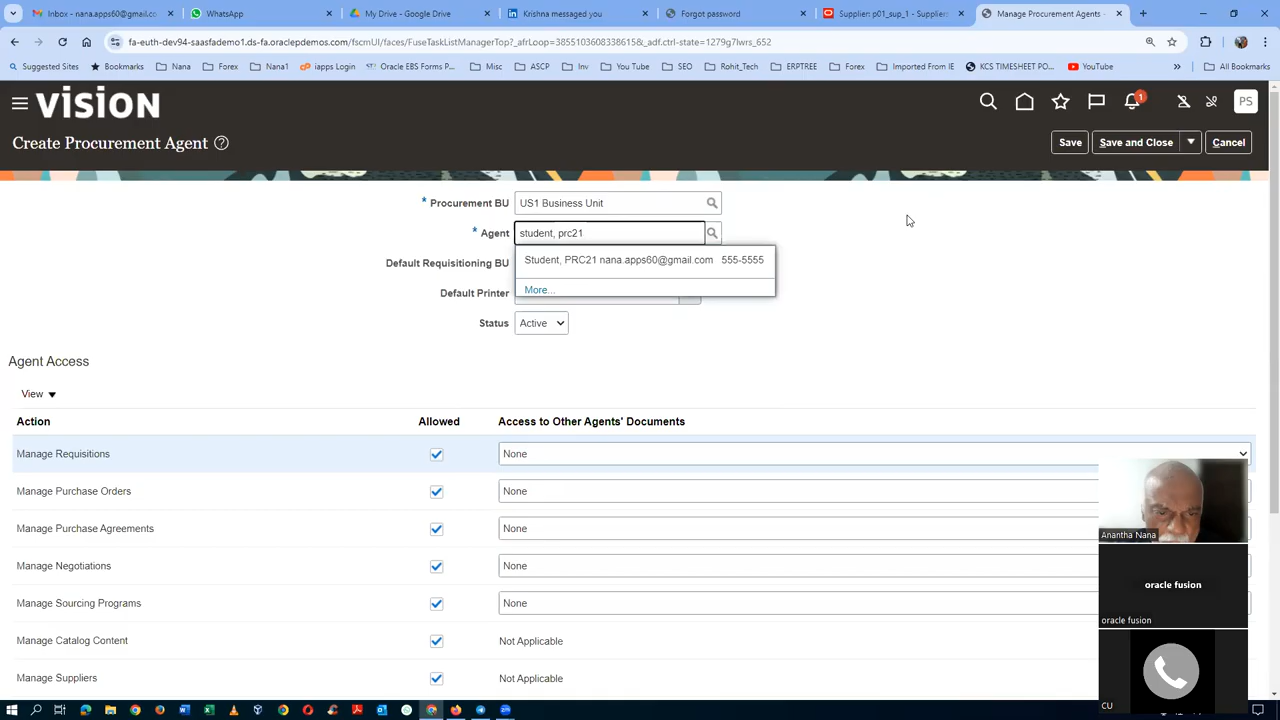 Inbox - nana.apps60@gmail.co
WhatsApp
My Drive - Google Drive
Krishna messaged you
Forgot password
Supplier: p01_sup_1 - Suppliers
Manage Procurement Agents -
fa-euth-dev94-saasfademo1.ds-fa.oraclepdemos.com/fscmUI/faces/FuseTaskListManagerTop?_afrLoop=38551036083386158&_adf.ctrl-state=1279g7lwrs_652
Suggested Sites
Bookmarks
Nana
Forex
Nana1
iapps Login
Oracle EBS Forms P...
Misc
ASCP
Inv
You Tube
SEO
Rohi_Tech
ERPTREE
Forex
Imported From IE
KCS TIMESHEET PO...
YouTube
All Bookmarks
VISION
1
PS
Create Procurement Agent
Save
Save and Close
Cancel
* Procurement BU US1 Business Unit
* Agent student, prc21
Student, PRC21 nana.apps60@gmail.com 555-5555
Default Requisitioning BU
More...
Default Printer
Status Active
Agent Access
View
Action Allowed Access to Other Agents' Documents
Manage Requisitions None
Manage Purchase Orders None
Manage Purchase Agreements None
Manage Negotiations None
Manage Sourcing Programs None
Manage Catalog Content Not Applicable
Manage Suppliers Not Applicable
Anantha Nana
oracle fusion
oracle fusion
CU